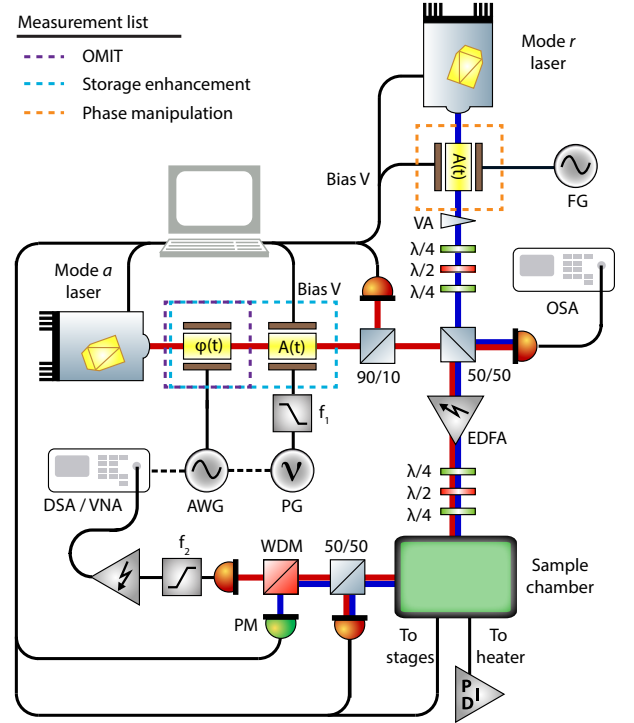 Measurement list
OMIT
Storage enhancement
Phase manipulation
Mode r
laser
Bias V
A(t)
FG
VA
λ/4
λ/2
λ/4
OSA
Mode a
laser
Bias V
φ(t)
A(t)
90/10
50/50
f1
EDFA
DSA / VNA
AWG
PG
λ/4
λ/2
λ/4
f2
WDM
50/50
Sample
chamber
PM
To
stages
To
heater
P
I
D